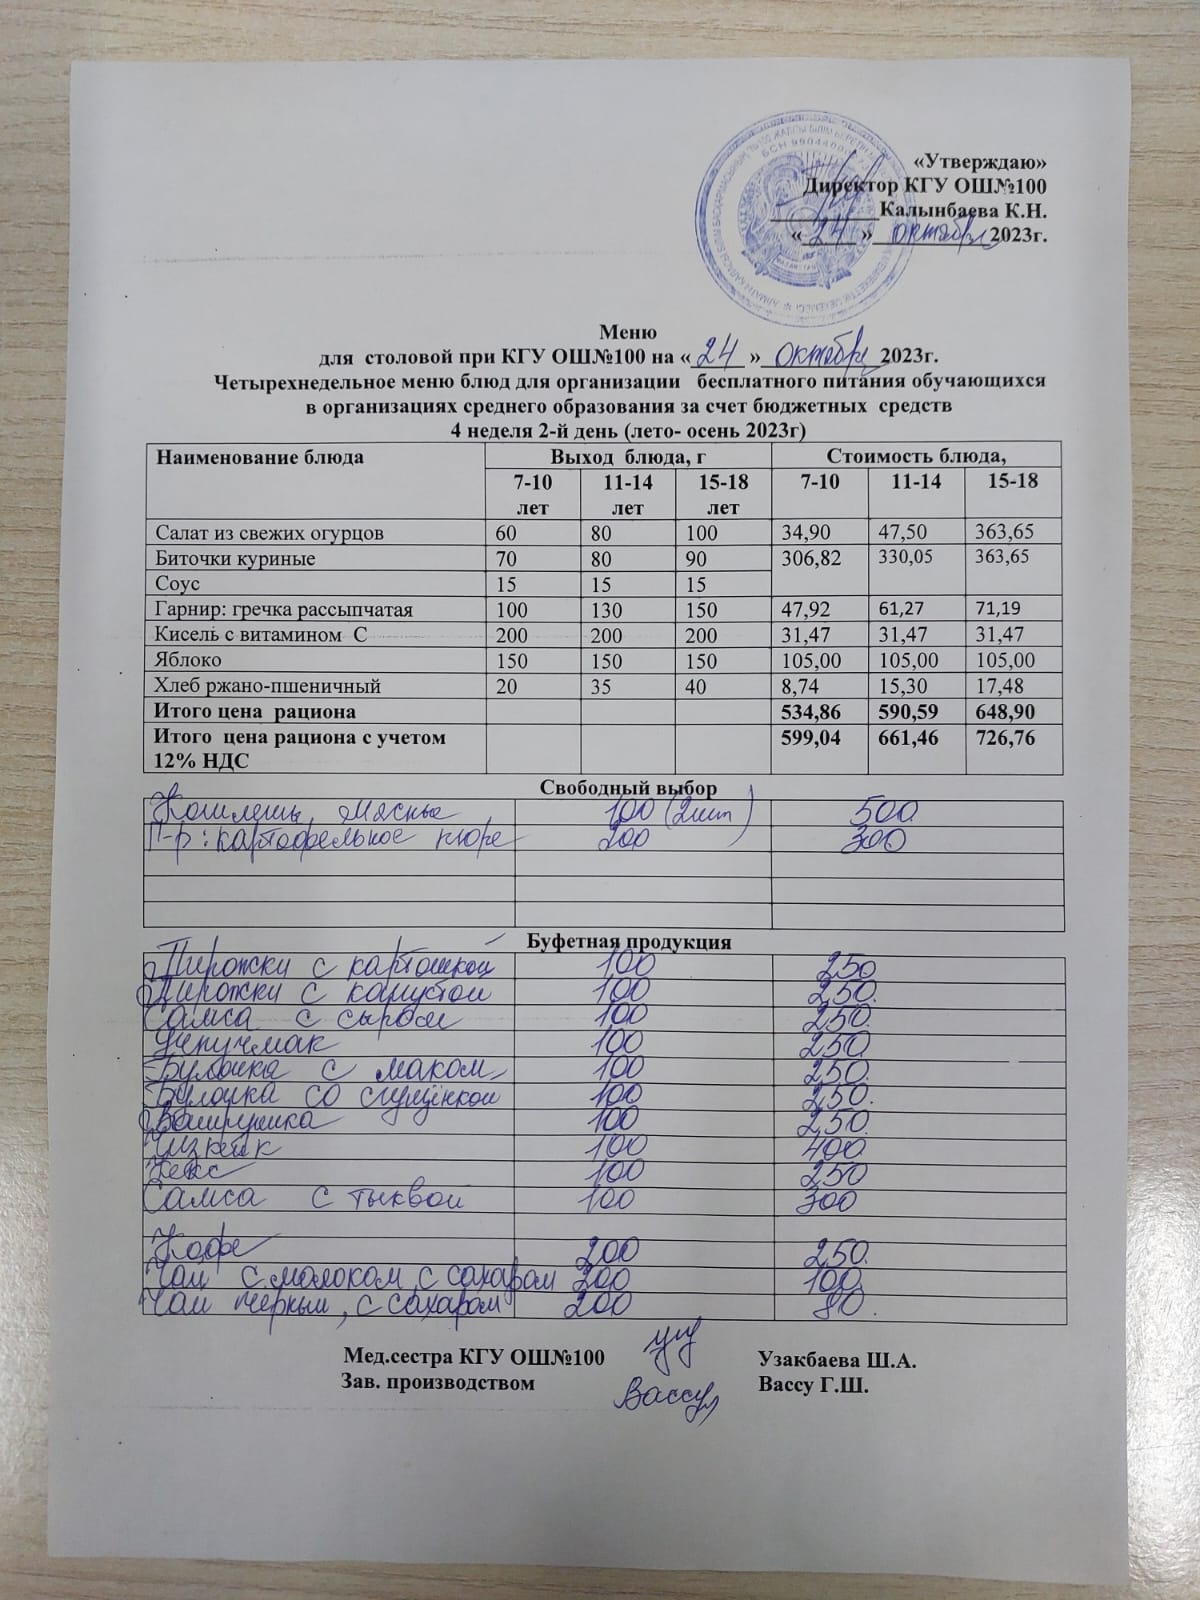 «Утверждаю»
Директор КГУ ОШ№100
Калынбаева К.Н.
«24» октября 2023г.
Меню
для столовой при КГУ ОШ№100 на «24» октября 2023г.
Четырехнедельное меню блюд для организации бесплатного питания обучающихся
в организациях среднего образования за счет бюджетных средств
4 неделя 2-й день (лето- осень 2023г)
Наименование блюда Выход блюда, г Стоимость блюда,
7-10 лет 11-14 лет 15-18 лет 7-10 11-14 15-18
Салат из свежих огурцов 60 80 100 34,90 47,50 363,65
Биточки куриные 70 80 90 306,82 330,05 363,65
Соус 15 15 15
Гарнир: гречка рассыпчатая 100 130 150 47,92 61,27 71,19
Кисель с витамином С 200 200 200 31,47 31,47 31,47
Яблоко 150 150 150 105,00 105,00 105,00
Хлеб ржано-пшеничный 20 35 40 8,74 15,30 17,48
Итого цена рациона 534,86 590,59 648,90
Итого цена рациона с учетом 599,04 661,46 726,76
12% НДС
Свободный выбор
100 (2шт) 500
Г-р: картофельное пюре 200 300
Буфетная продукция
Пирожки с картошкой 100 250
Пирожки с капустой 100 250.
Самса с сыром 100 250.
Учпучмак 100 250
Булочка с маком 100 250.
Булочка со сгущенкой 100 250.
Ватрушка 100 250.
Чизкейк 100 400
Кекс 100 250
Самса с тыквой 100 300
Кофе 200 250.
Чай с молоком, с сахаром 200 100.
Чай черный, с сахаром 200 80.
Мед.сестра КГУ ОШ№100 Узакбаева Ш.А.
Зав. производством Вассу Вассу Г.Ш.